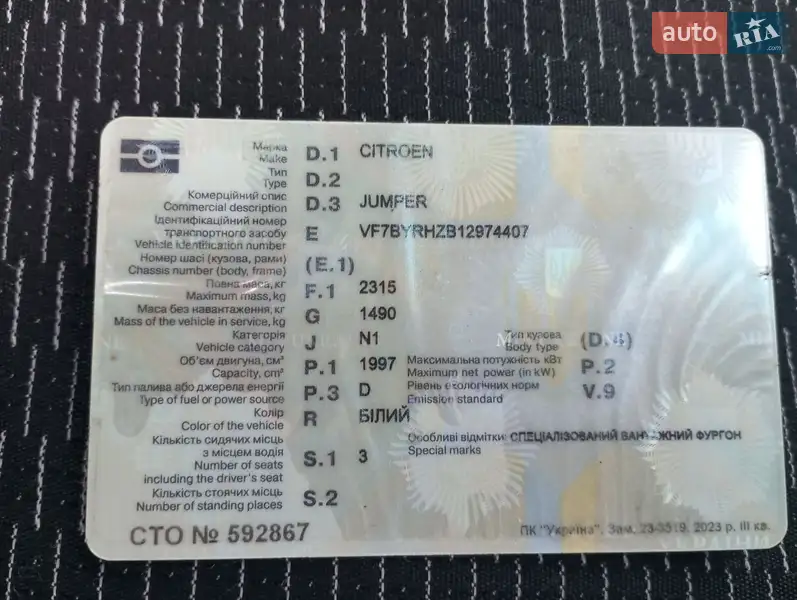 auto RIA.com
Марка
Make D.1 CITROEN
Тип
Type D.2
Комерційний опис
Commercial description D.3 JUMPER
Ідентифікаційний номер
транспортного засобу E VF7BYRHZB12974407
Vehicle identification number
Номер шасі (кузова, рами)
Chassis number (body, frame) (E.1)
Повна маса, кг
Maximum mass, kg F.1 2315
Маса без навантаження, кг
Mass of the vehicle in service, kg G 1490
Категорія Тип кузова
Vehicle category J N1 Body type (D.4)
Об'єм двигуна, см³ Максимальна потужність кВт
Capacity, cm³ P.1 1997 Maximum net power (in kW) P.2
Тип палива або джерела енергії Рівень екологічних норм
Type of fuel or power source P.3 D Emission standard V.9
Колір
Color of the vehicle R БІЛИЙ
Кількість сидячих місць Особливі відмітки СПЕЦІАЛІЗОВАНИЙ ВАНТАЖНИЙ ФУРГОН
з місцем водія Special marks
Number of seats S.1 3
including the driver's seat
Кількість стоячих місць
Number of standing places S.2
СТО № 592867
ПК "Україна". Зам. 23-3519. 2023 р. III кв.